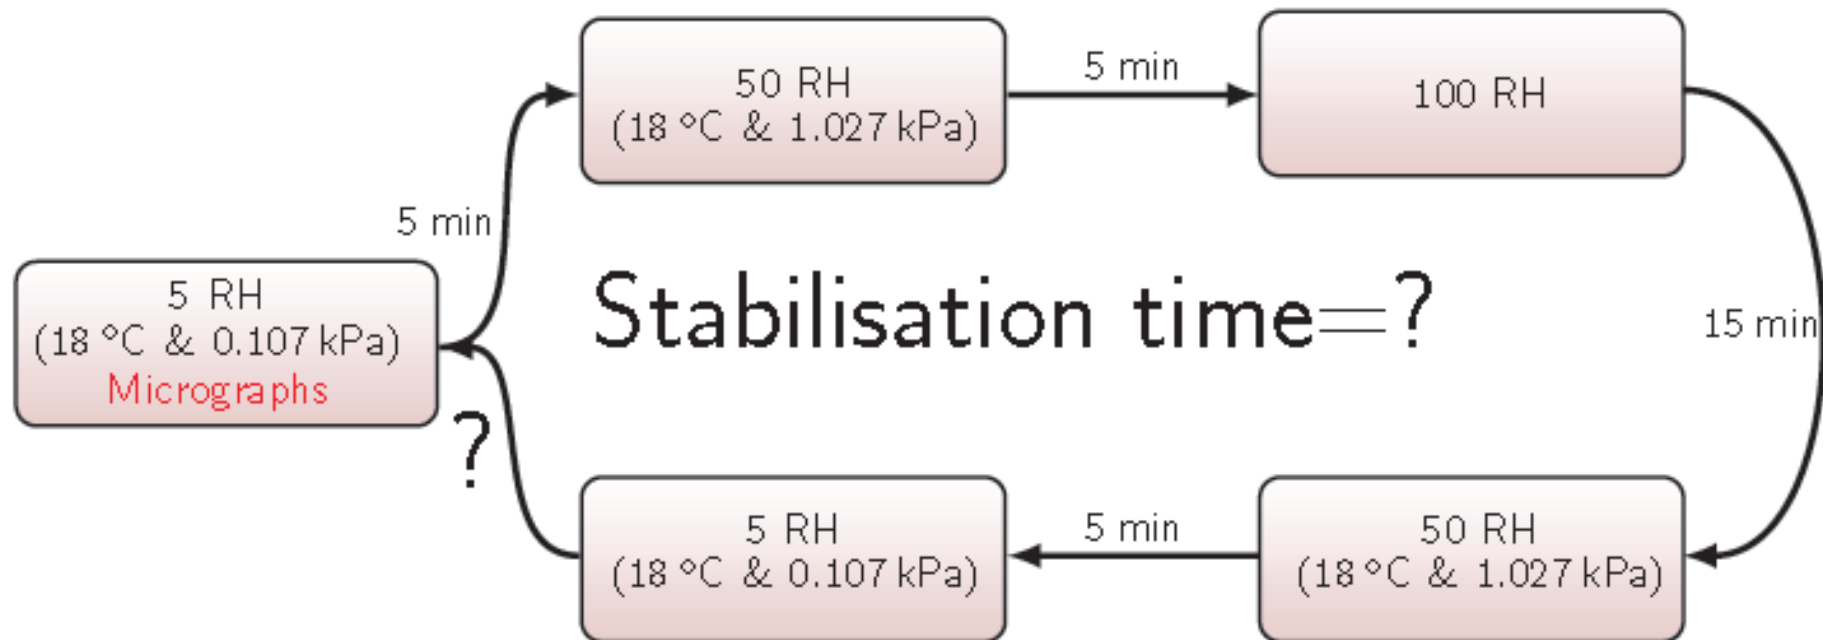 50 RH
(18 °C & 1.027 kPa)
5 min
100 RH
5 min
5 RH
(18 °C & 0.107 kPa)
Micrographs
Stabilisation time=?
15 min
?
5 RH
(18 °C & 0.107 kPa)
5 min
50 RH
(18 °C & 1.027 kPa)